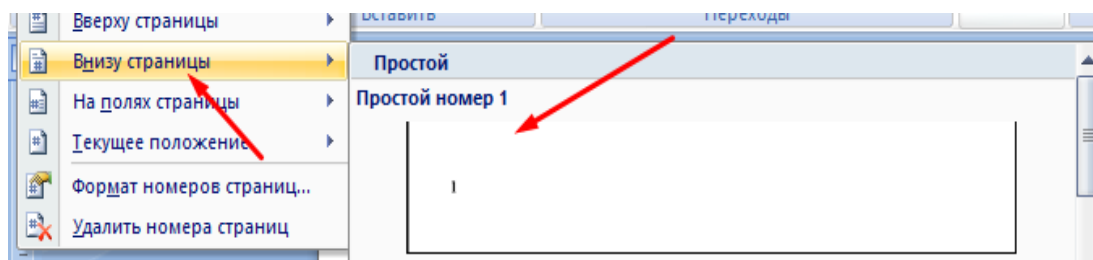 Вверху страницы
Вставить
Переходы
Внизу страницы
На полях страницы
Текущее положение
Формат номеров страниц...
Удалить номера страниц
Простой
Простой номер 1
1